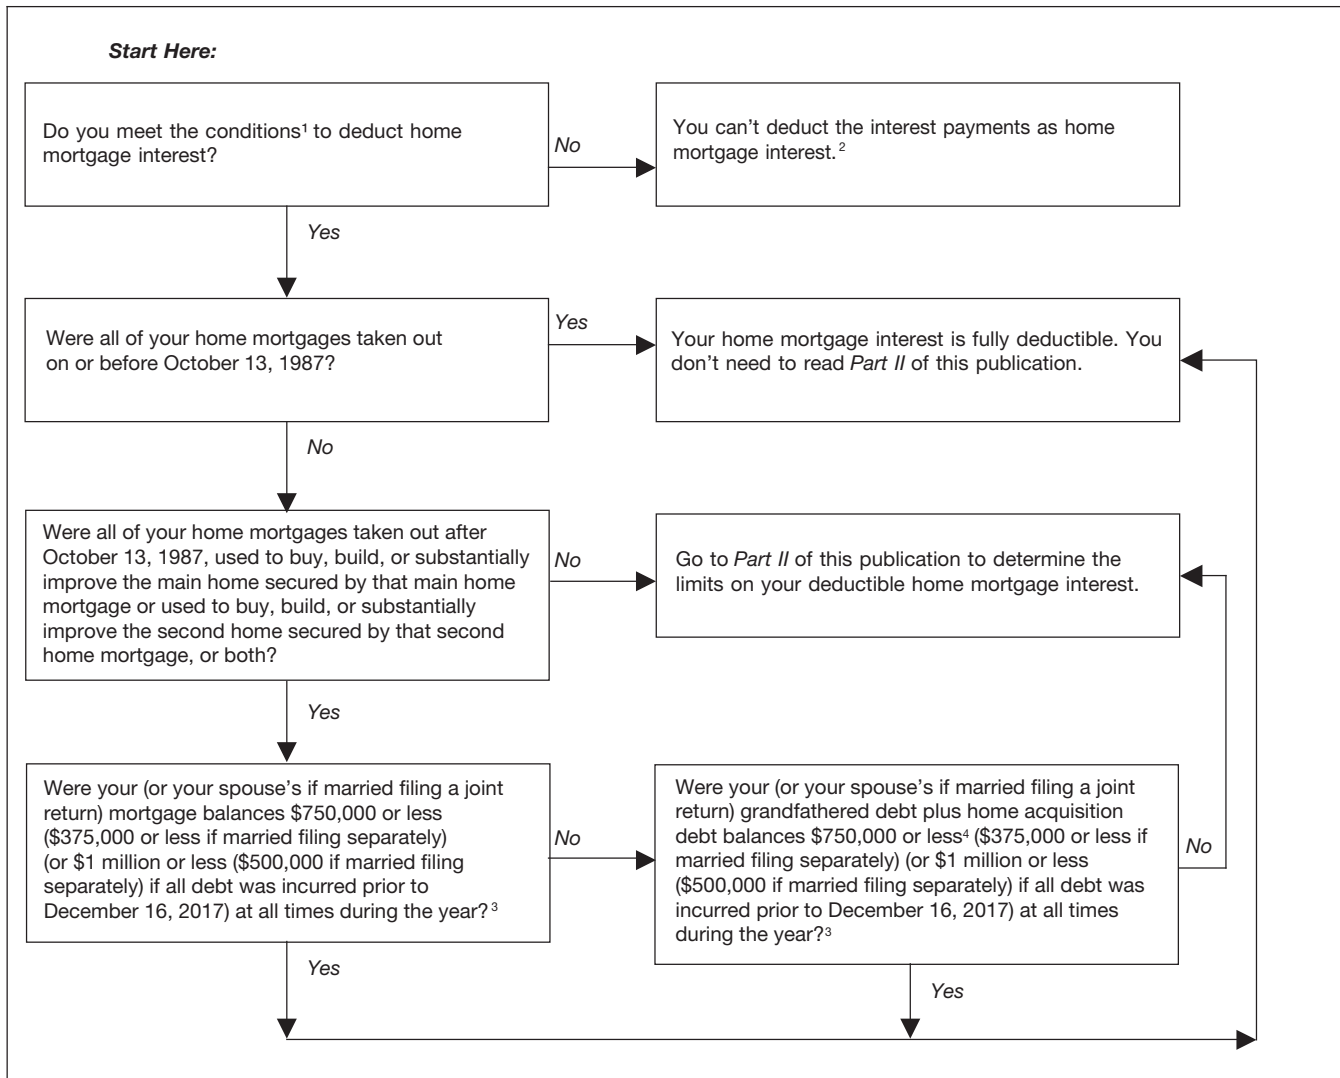 Start Here:
Do you meet the conditions¹ to deduct home
mortgage interest?
No
You can't deduct the interest payments as home
mortgage interest.²
Yes
Were all of your home mortgages taken out
on or before October 13, 1987?
Yes
Your home mortgage interest is fully deductible. You
don't need to read Part II of this publication.
No
Were all of your home mortgages taken out after
October 13, 1987, used to buy, build, or substantially
improve the main home secured by that main home
mortgage or used to buy, build, or substantially
improve the second home secured by that second
home mortgage, or both?
No
Go to Part II of this publication to determine the
limits on your deductible home mortgage interest.
Yes
Were your (or your spouse's if married filing a joint
return) mortgage balances $750,000 or less
($375,000 or less if married filing separately)
(or $1 million or less ($500,000 if married filing
separately) if all debt was incurred prior to
December 16, 2017) at all times during the year?³
No
Were your (or your spouse's if married filing a joint
return) grandfathered debt plus home acquisition
debt balances $750,000 or less⁴ ($375,000 or less if
married filing separately) (or $1 million or less
($500,000 if married filing separately) if all debt was
incurred prior to December 16, 2017) at all times
during the year?³
No
Yes
Yes